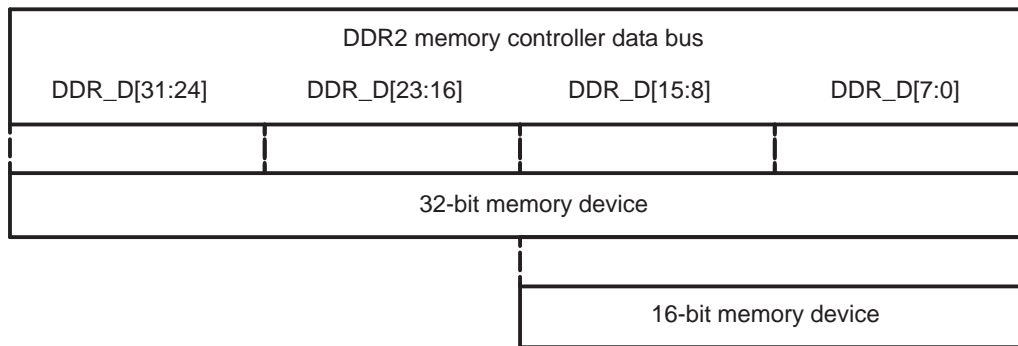 DDR2 memory controller data bus
DDR_D[31:24] DDR_D[23:16] DDR_D[15:8] DDR_D[7:0]
32-bit memory device
16-bit memory device